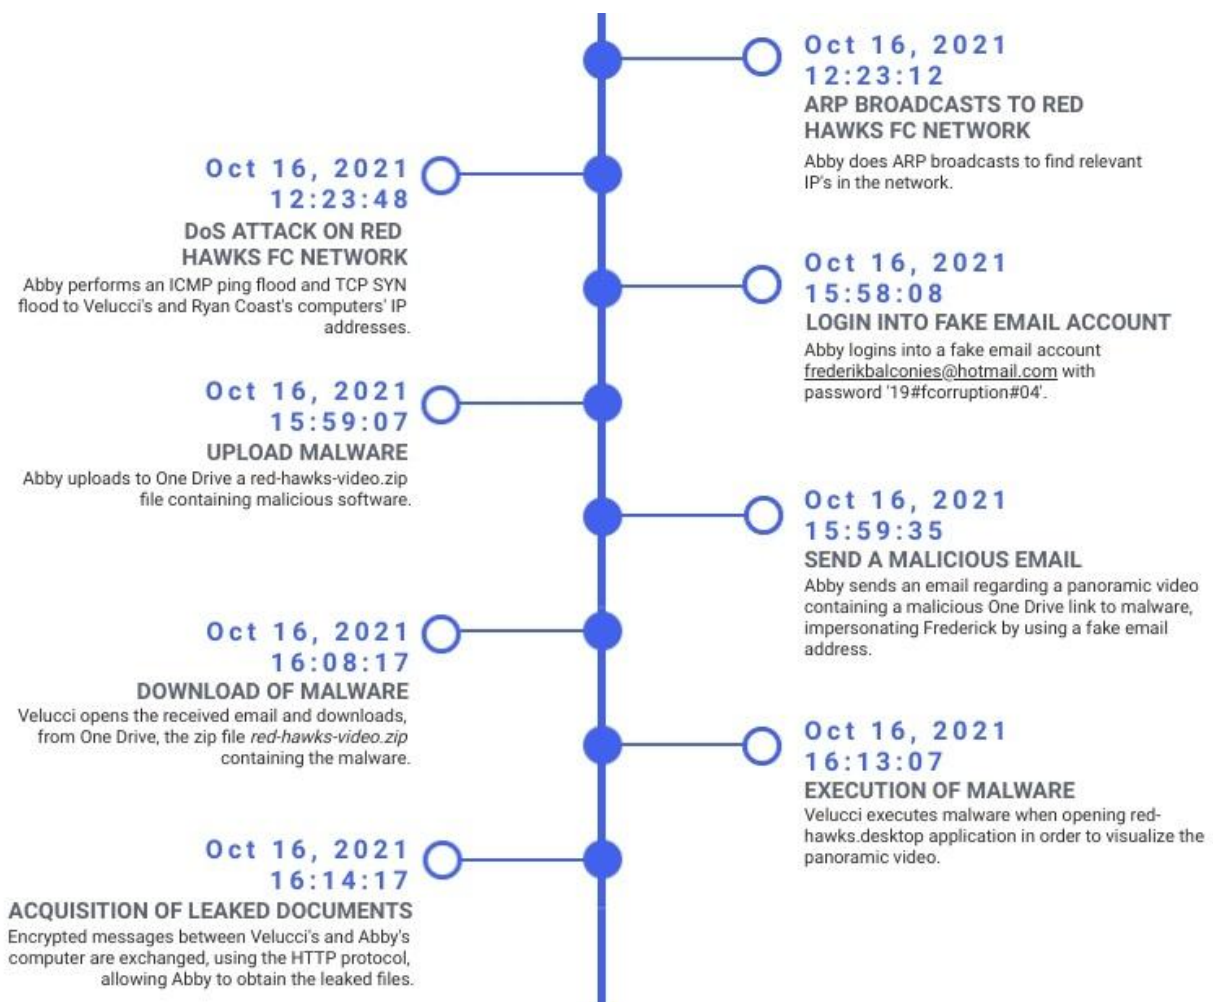 Oct 16, 2021
12:23:12
ARP BROADCASTS TO RED
HAWKS FC NETWORK
Abby does ARP broadcasts to find relevant
IP's in the network.
Oct 16, 2021
12:23:48
DoS ATTACK ON RED
HAWKS FC NETWORK
Abby performs an ICMP ping flood and TCP SYN
flood to Velucci's and Ryan Coast's computers' IP
addresses.
Oct 16, 2021
15:58:08
LOGIN INTO FAKE EMAIL ACCOUNT
Abby logins into a fake email account
frederikbalconies@hotmail.com with
password '19#fcorruption#04'.
Oct 16, 2021
15:59:07
UPLOAD MALWARE
Abby uploads to One Drive a red-hawks-video.zip
file containing malicious software.
Oct 16, 2021
15:59:35
SEND A MALICIOUS EMAIL
Abby sends an email regarding a panoramic video
containing a malicious One Drive link to malware,
impersonating Frederick by using a fake email
address.
Oct 16, 2021
16:08:17
DOWNLOAD OF MALWARE
Velucci opens the received email and downloads,
from One Drive, the zip file red-hawks-video.zip
containing the malware.
Oct 16, 2021
16:13:07
EXECUTION OF MALWARE
Velucci executes malware when opening red-
hawks.desktop application in order to visualize the
panoramic video.
Oct 16, 2021
16:14:17
ACQUISITION OF LEAKED DOCUMENTS
Encrypted messages between Velucci's and Abby's
computer are exchanged, using the HTTP protocol,
allowing Abby to obtain the leaked files.